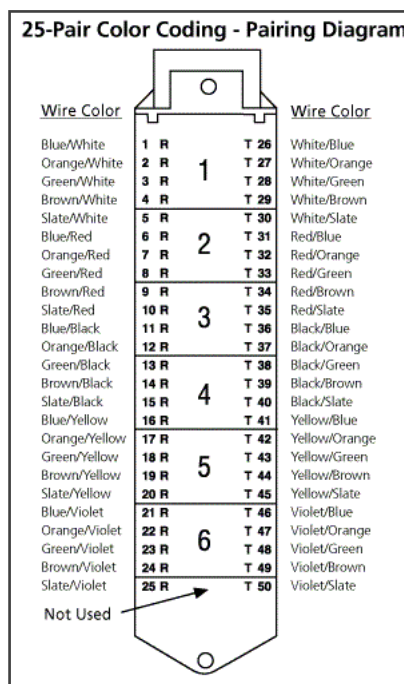 25-Pair Color Coding - Pairing Diagram
Wire Color Wire Color
Blue/White 1 R T 26 White/Blue
Orange/White 2 R T 27 White/Orange
1
Green/White 3 R T 28 White/Green
Brown/White 4 R T 29 White/Brown
Slate/White 5 R T 30 White/Slate
Blue/Red 6 R T 31 Red/Blue
2
Orange/Red 7 R T 32 Red/Orange
Green/Red 8 R T 33 Red/Green
Brown/Red 9 R T 34 Red/Brown
Slate/Red 10 R T 35 Red/Slate
3
Blue/Black 11 R T 36 Black/Blue
Orange/Black 12 R T 37 Black/Orange
Green/Black 13 R T 38 Black/Green
Brown/Black 14 R T 39 Black/Brown
4
Slate/Black 15 R T 40 Black/Slate
Blue/Yellow 16 R T 41 Yellow/Blue
Orange/Yellow 17 R T 42 Yellow/Orange
Green/Yellow 18 R T 43 Yellow/Green
5
Brown/Yellow 19 R T 44 Yellow/Brown
Slate/Yellow 20 R T 45 Yellow/Slate
Blue/Violet 21 R T 46 Violet/Blue
Orange/Violet 22 R T 47 Violet/Orange
6
Green/Violet 23 R T 48 Violet/Green
Brown/Violet 24 R T 49 Violet/Brown
Slate/Violet 25 R T 50 Violet/Slate
Not Used